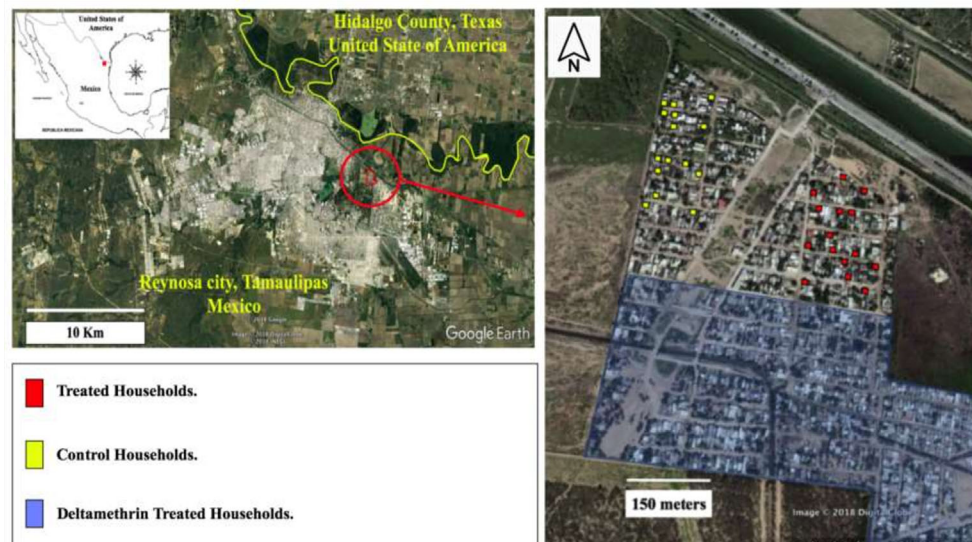 United States of
America
Mexico
REPUBLICA MEXICANA
Hidalgo County, Texas
United State of America
Reynosa city, Tamaulipas
Mexico
10 Km
Google Earth
N
150 meters
Image © 2018 DigitalGlobe
Treated Households.
Control Households.
Deltamethrin Treated Households.